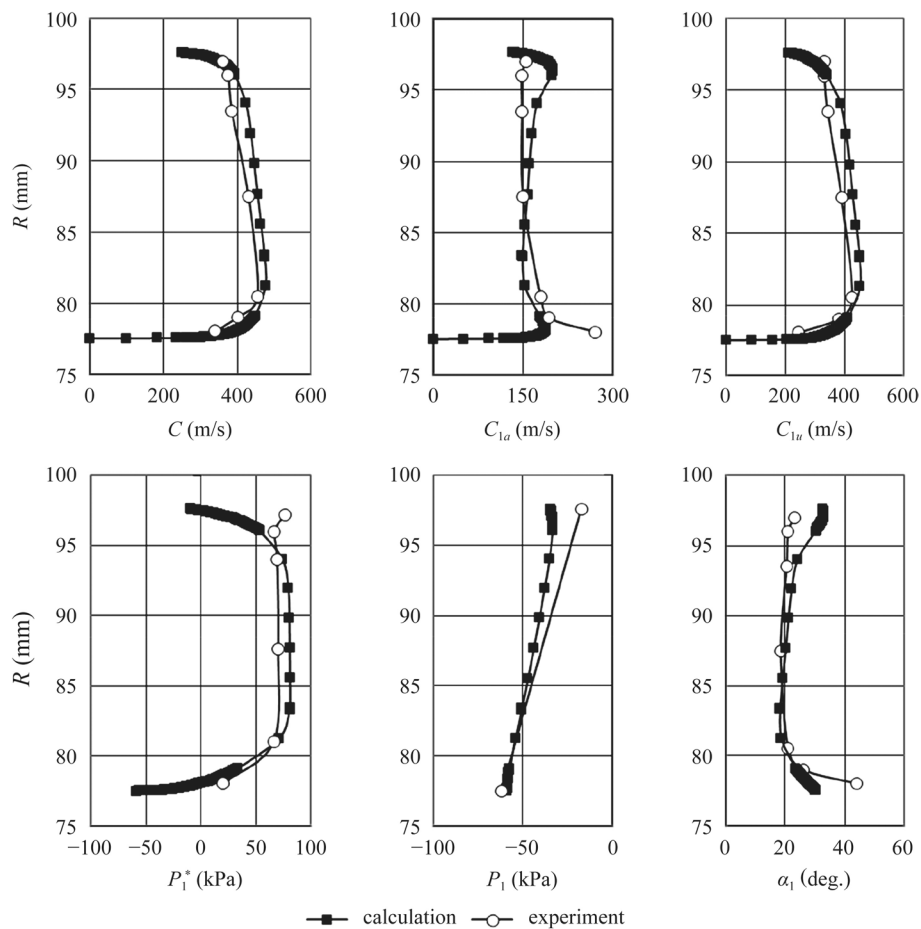 100 100 100
95 95 95
R (mm) 90 90 90
85 85 85
80 80 80
75 75 75
0 200 400 600 0 150 300 0 200 400 600
C (m/s) C₁ₐ (m/s) C₁ᵤ (m/s)
100 100 100
95 95 95
R (mm) 90 90 90
85 85 85
80 80 80
75 75 75
−100 −50 0 50 100 −100 −50 0 0 20 40 60
P₁* (kPa) P₁ (kPa) α₁ (deg.)
calculation experiment